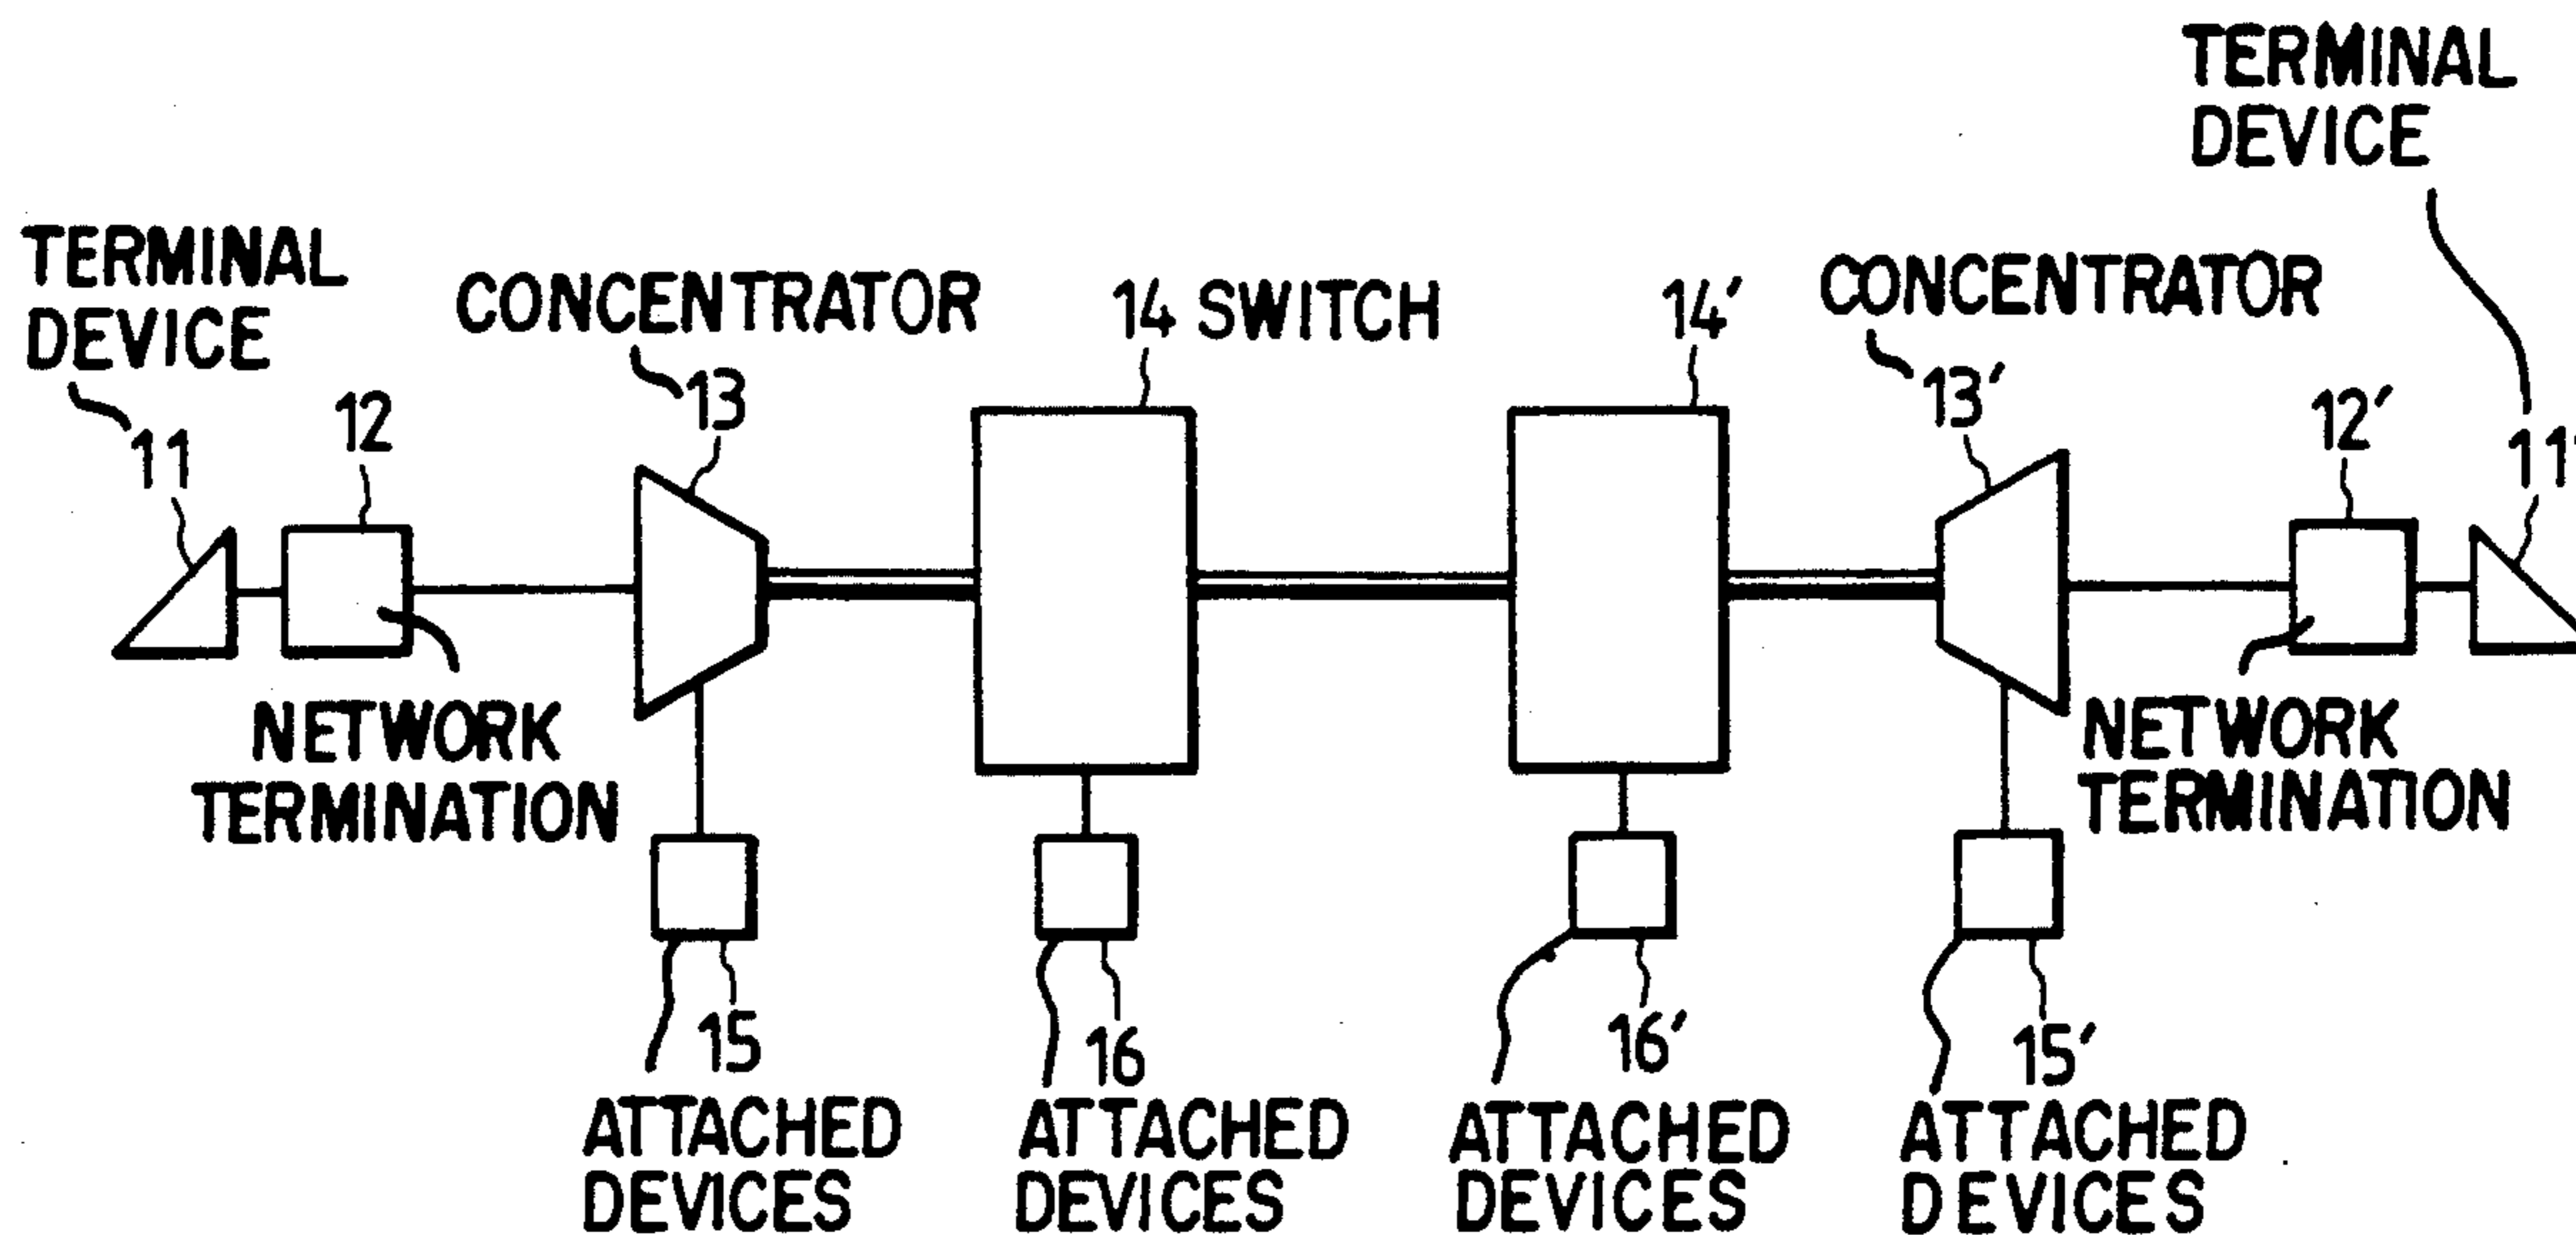 TERMINAL
DEVICE
TERMINAL
DEVICE
CONCENTRATOR
14 SWITCH
14'
CONCENTRATOR
11
12
13
13'
12'
11'
NETWORK
TERMINATION
NETWORK
TERMINATION
15
16
16'
15'
ATTACHED
DEVICES
ATTACHED
DEVICES
ATTACHED
DEVICES
ATTACHED
DEVICES